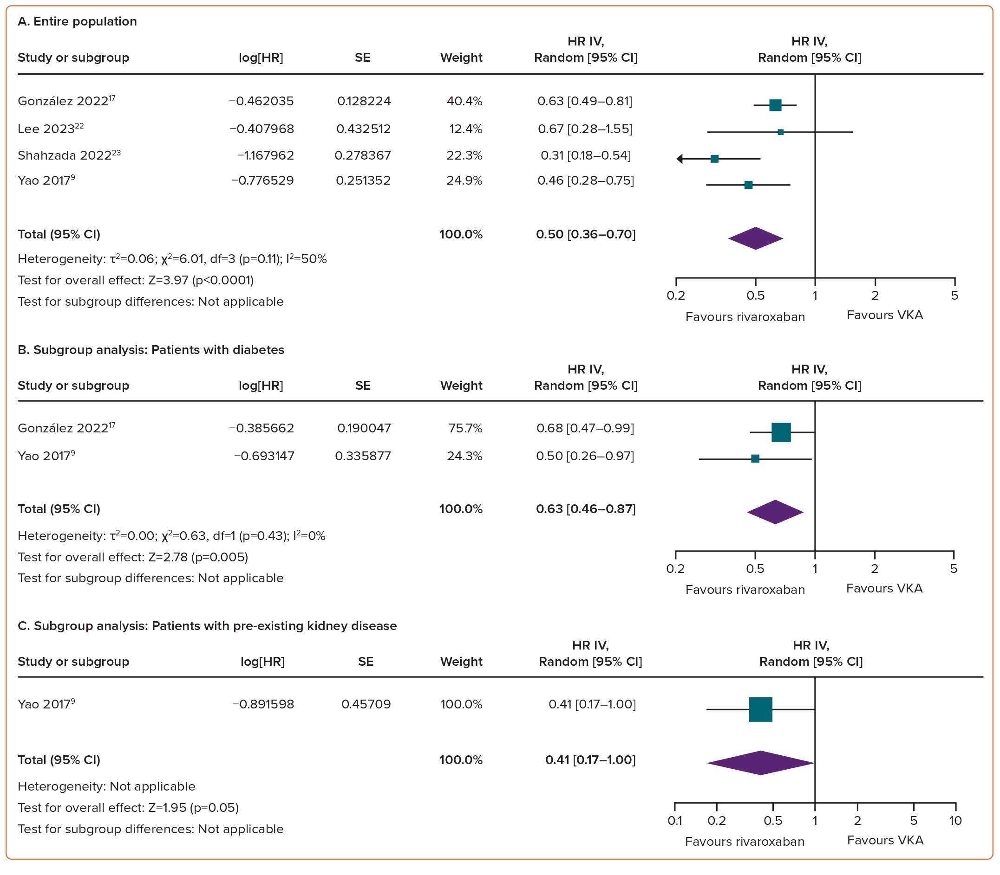 A. Entire population
HR IV, HR IV,
Study or subgroup log[HR] SE Weight Random [95% CI] Random [95% CI]
González 2022¹⁷ −0.462035 0.128224 40.4% 0.63 [0.49–0.81]
Lee 2023²² −0.407968 0.432512 12.4% 0.67 [0.28–1.55]
Shahzada 2022²³ −1.167962 0.278367 22.3% 0.31 [0.18–0.54]
Yao 2017⁹ −0.776529 0.251352 24.9% 0.46 [0.28–0.75]
Total (95% CI) 100.0% 0.50 [0.36–0.70]
Heterogeneity: τ²=0.06; χ²=6.01, df=3 (p=0.11); I²=50%
Test for overall effect: Z=3.97 (p<0.0001)
Test for subgroup differences: Not applicable
0.2 0.5 1 2 5
Favours rivaroxaban Favours VKA
B. Subgroup analysis: Patients with diabetes
HR IV, HR IV,
Study or subgroup log[HR] SE Weight Random [95% CI] Random [95% CI]
González 2022¹⁷ −0.385662 0.190047 75.7% 0.68 [0.47–0.99]
Yao 2017⁹ −0.693147 0.335877 24.3% 0.50 [0.26–0.97]
Total (95% CI) 100.0% 0.63 [0.46–0.87]
Heterogeneity: τ²=0.00; χ²=0.63, df=1 (p=0.43); I²=0%
Test for overall effect: Z=2.78 (p=0.005)
Test for subgroup differences: Not applicable
0.2 0.5 1 2 5
Favours rivaroxaban Favours VKA
C. Subgroup analysis: Patients with pre-existing kidney disease
HR IV, HR IV,
Study or subgroup log[HR] SE Weight Random [95% CI] Random [95% CI]
Yao 2017⁹ −0.891598 0.45709 100.0% 0.41 [0.17–1.00]
Total (95% CI) 100.0% 0.41 [0.17–1.00]
Heterogeneity: Not applicable
Test for overall effect: Z=1.95 (p=0.05)
Test for subgroup differences: Not applicable
0.1 0.2 0.5 1 2 5 10
Favours rivaroxaban Favours VKA